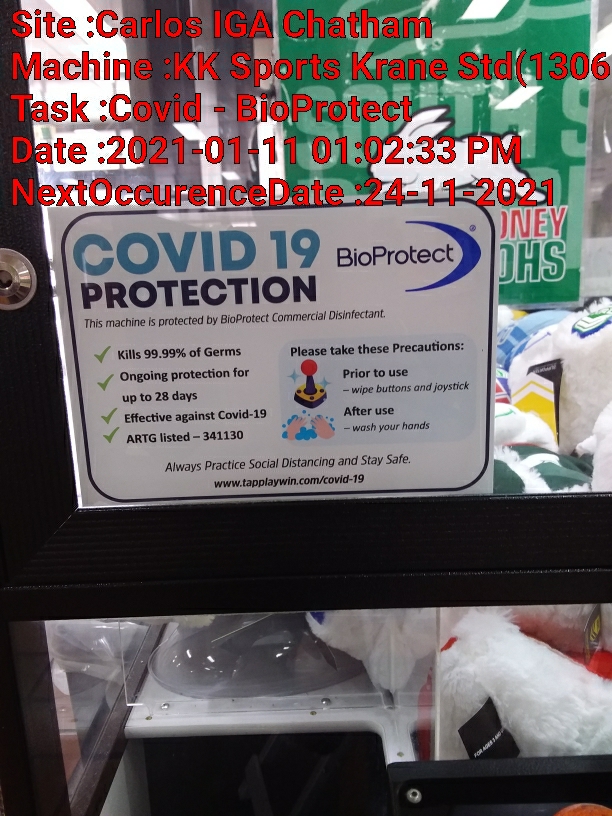 Site :Carlos IGA Chatham
Machine :KK Sports Krane Std(1306
Task :Covid - BioProtect
Date :2021-01-11 01:02:33 PM
NextOccurenceDate :24-11-2021
SOUTH S
DNEY
OHS
COVID 19
PROTECTION
BioProtect®
This machine is protected by BioProtect Commercial Disinfectant.
Kills 99.99% of Germs
Ongoing protection for
up to 28 days
Effective against Covid-19
ARTG listed – 341130
Please take these Precautions:
Prior to use
– wipe buttons and joystick
After use
– wash your hands
Always Practice Social Distancing and Stay Safe.
www.tapplaywin.com/covid-19